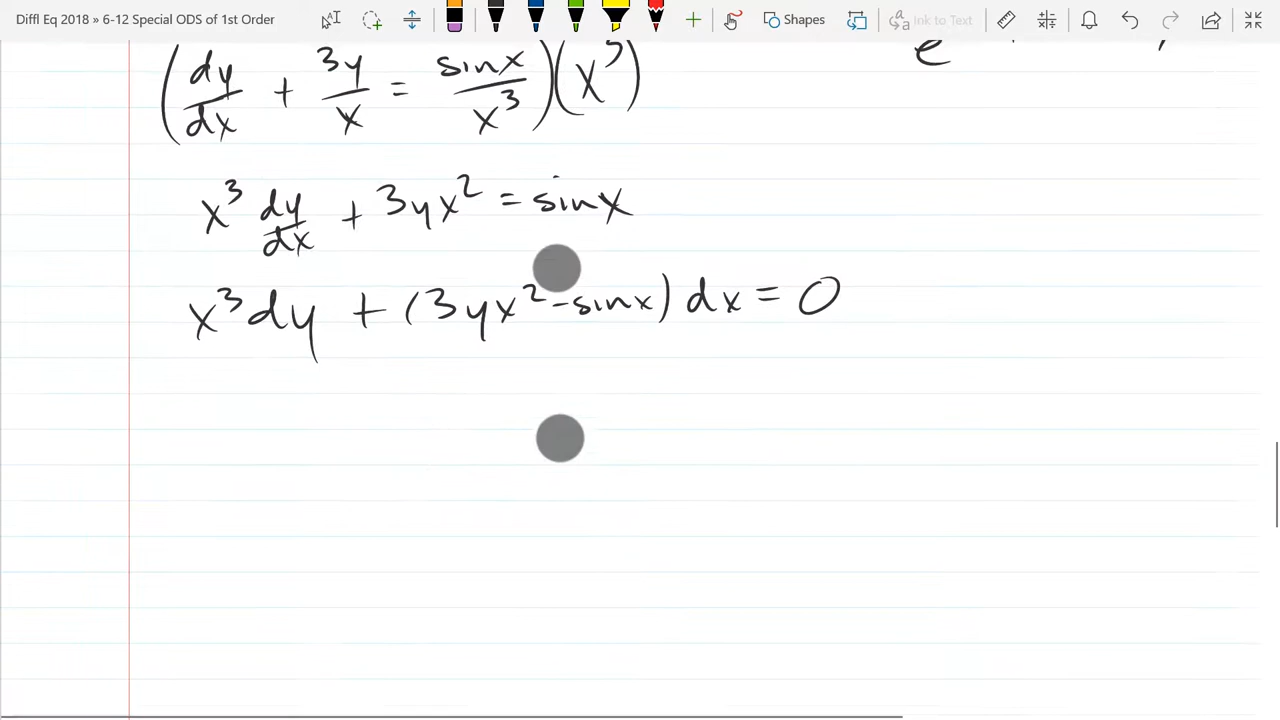 Diffl Eq 2018 » 6-12 Special ODS of 1st Order
Shapes
Ink to Text
(dy/dx + 3y/x = sinx/x³)(x³)
e
x³ dy/dx + 3yx² = sinx
x³dy + (3yx² - sinx) dx = 0